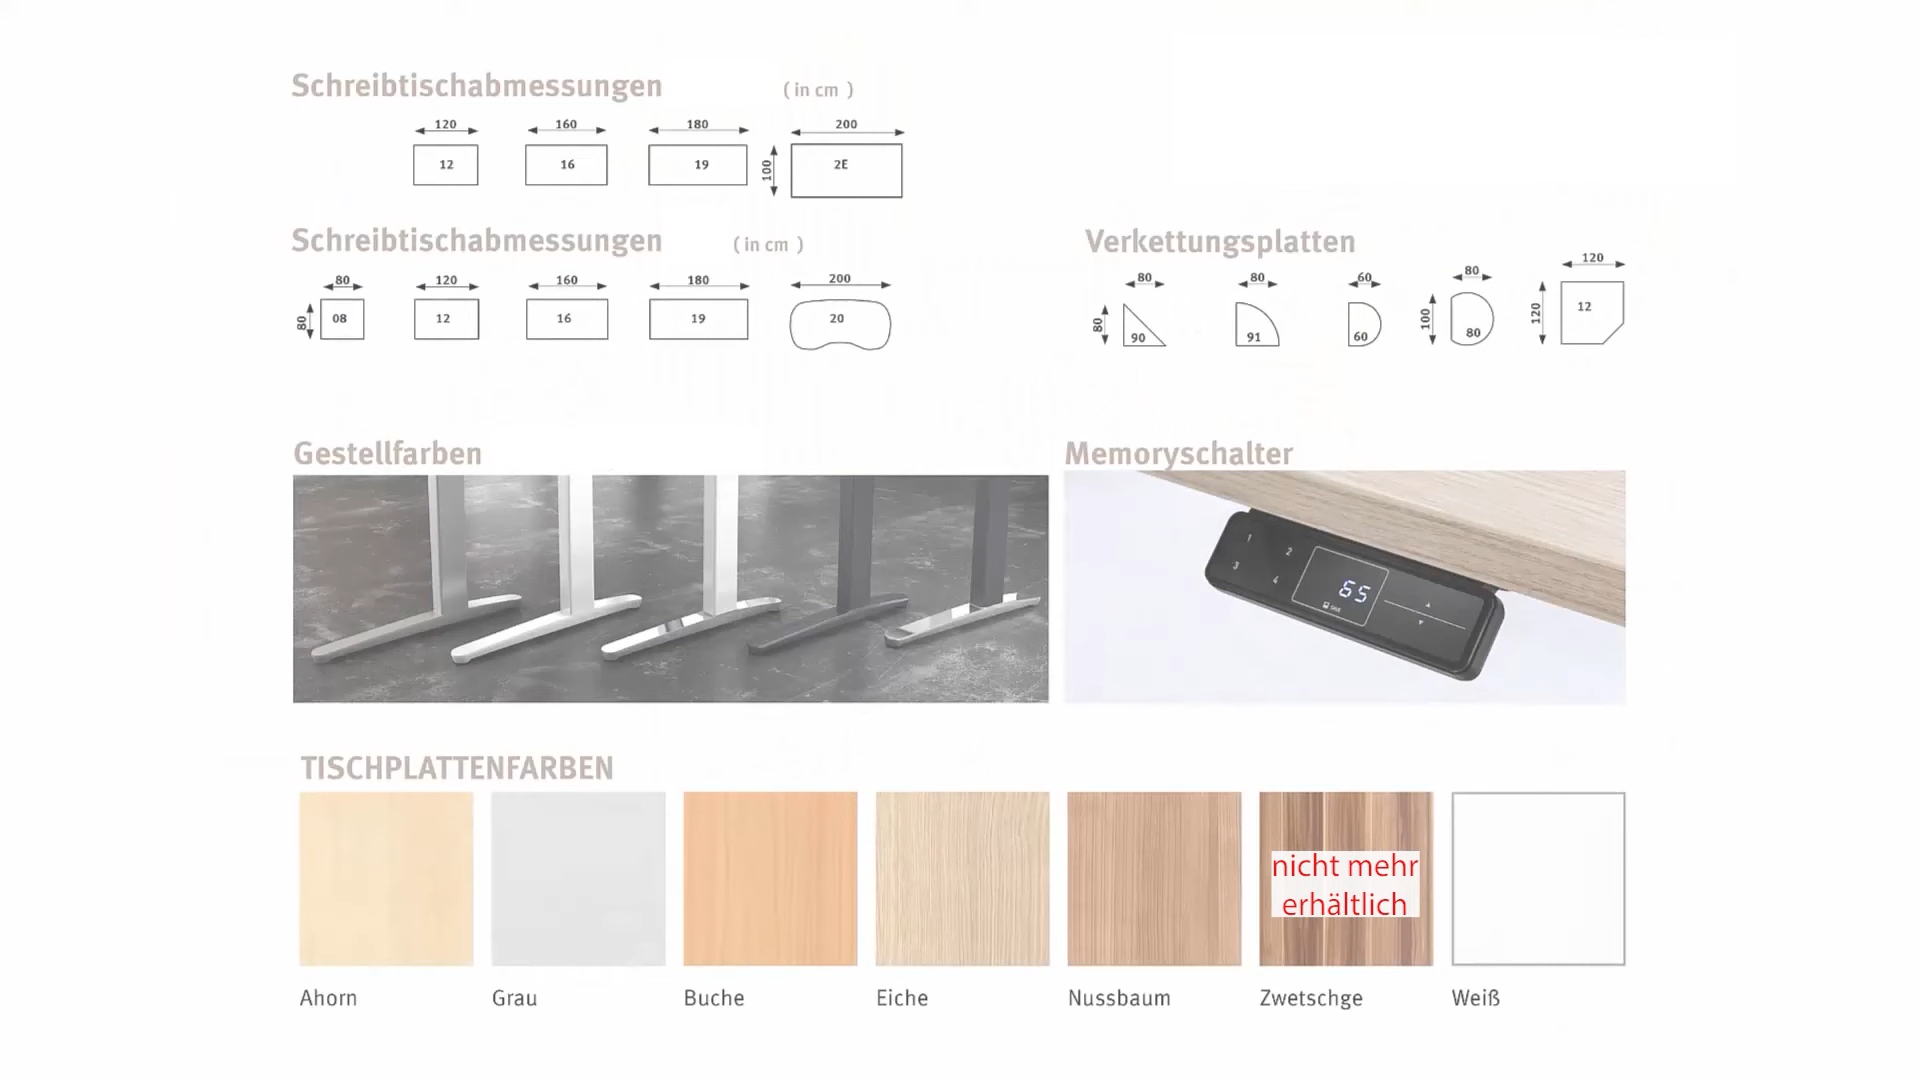 Schreibtischabmessungen ( in cm )
120 160 180 200
12 16 19 100 2E
Schreibtischabmessungen ( in cm )
80 120 160 180 200
80 08 12 16 19 20
Verkettungsplatten
80 80 60 80 120
80 90 91 60 100 80 120 12
Gestellfarben
Memoryschalter
1 2
3 4
65
TISCHPLATTENFARBEN
nicht mehr
erhältlich
Ahorn Grau Buche Eiche Nussbaum Zwetschge Weiß